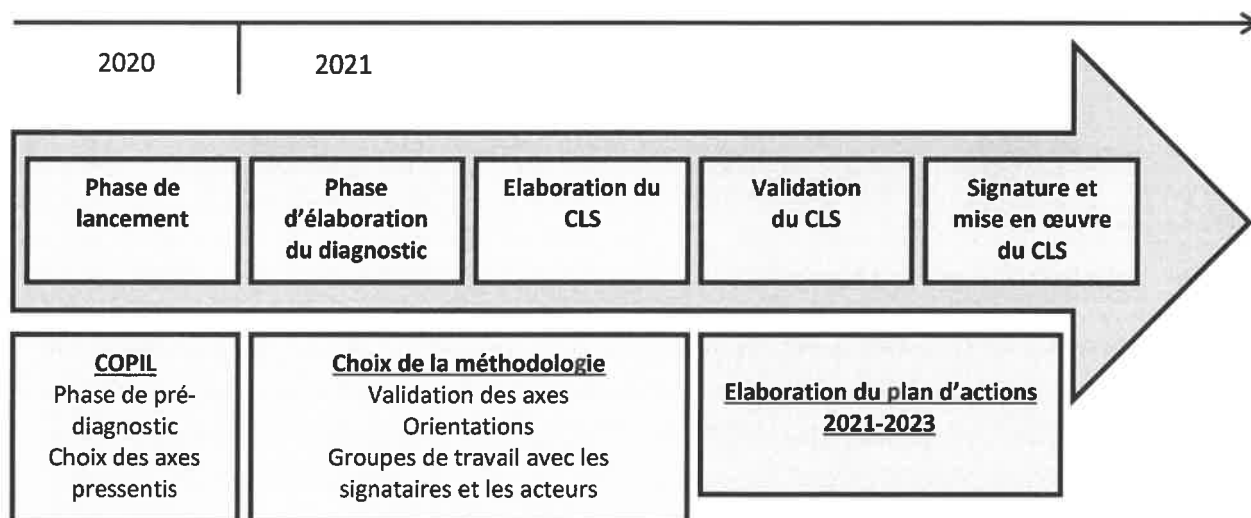 2020
2021
Phase de
lancement
Phase
d'élaboration
du diagnostic
Elaboration du
CLS
Validation
du CLS
Signature et
mise en œuvre
du CLS
COPIL
Phase de pré-
diagnostic
Choix des axes
pressentis
Choix de la méthodologie
Validation des axes
Orientations
Groupes de travail avec les
signataires et les acteurs
Elaboration du plan d'actions
2021-2023